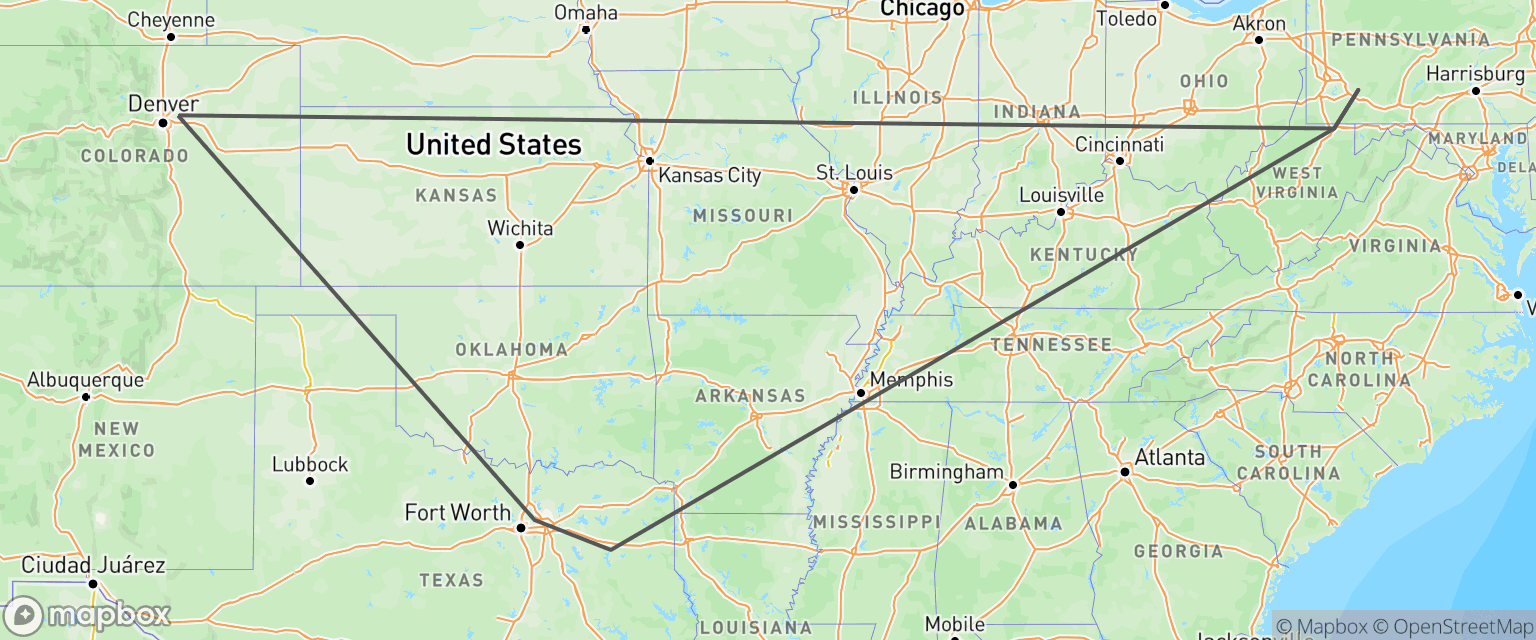 Cheyenne
Omaha
Chicago
Toledo
Akron
PENNSYLVANIA
Harrisburg
OHIO
ILLINOIS
INDIANA
Denver
United States
COLORADO
Cincinnati
MARYLAND
DELA
Kansas City
St. Louis
WEST
VIRGINIA
KANSAS
Louisville
MISSOURI
Wichita
KENTUCKY
VIRGINIA
V
OKLAHOMA
TENNESSEE
NORTH
CAROLINA
Albuquerque
Memphis
ARKANSAS
NEW
MEXICO
Lubbock
Birmingham
Atlanta
SOUTH
CAROLINA
Fort Worth
MISSISSIPPI
ALABAMA
GEORGIA
Ciudad Juárez
TEXAS
mapbox
LOUISIANA
Mobile
Jacksonville
© Mapbox © OpenStreetMap